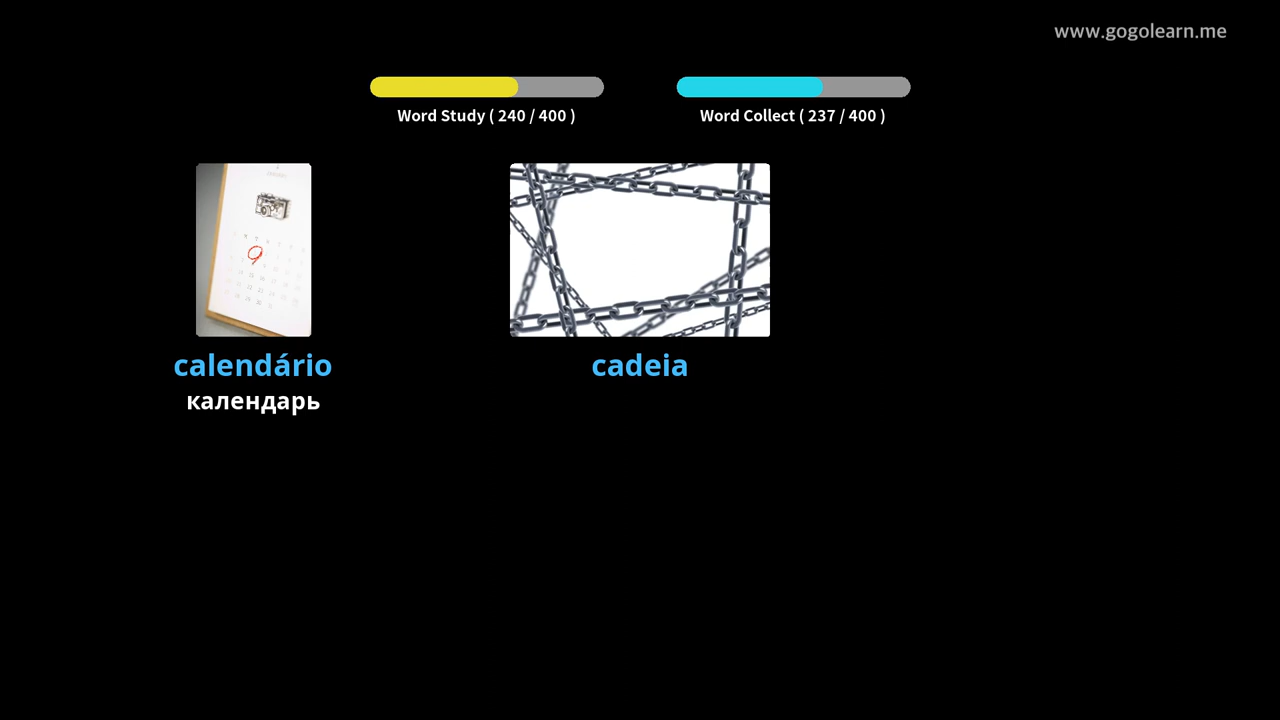 www.gogolearn.me
Word Study ( 240 / 400 )
Word Collect ( 237 / 400 )
calendário
cadeia
календарь